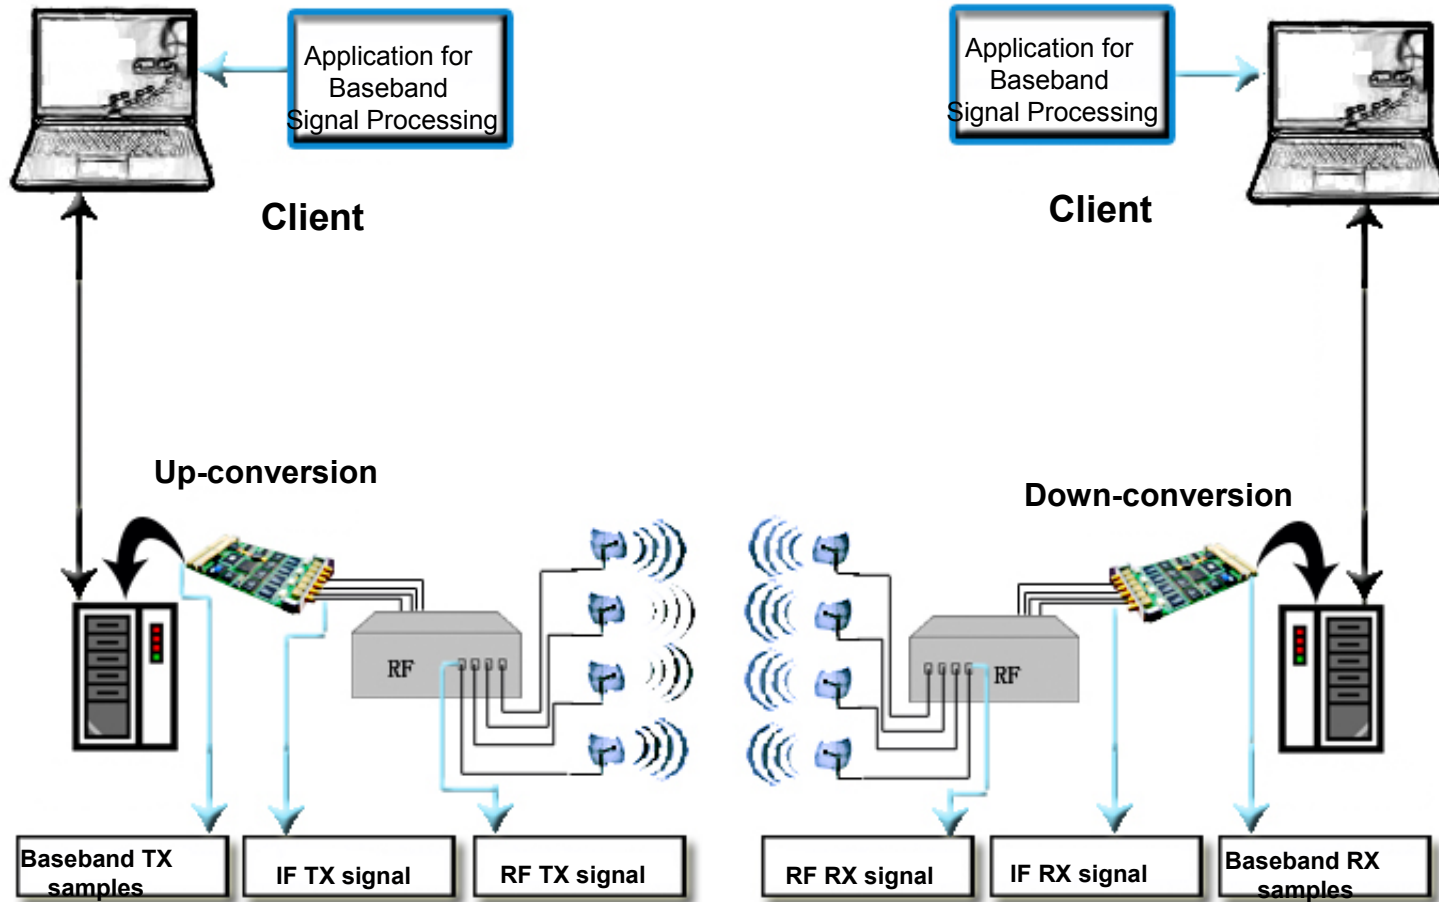 Application for
Baseband
Signal Processing
Application for
Baseband
Signal Processing
Client
Client
Up-conversion
Down-conversion
RF
RF
Baseband TX
samples
IF TX signal
RF TX signal
RF RX signal
IF RX signal
Baseband RX
samples